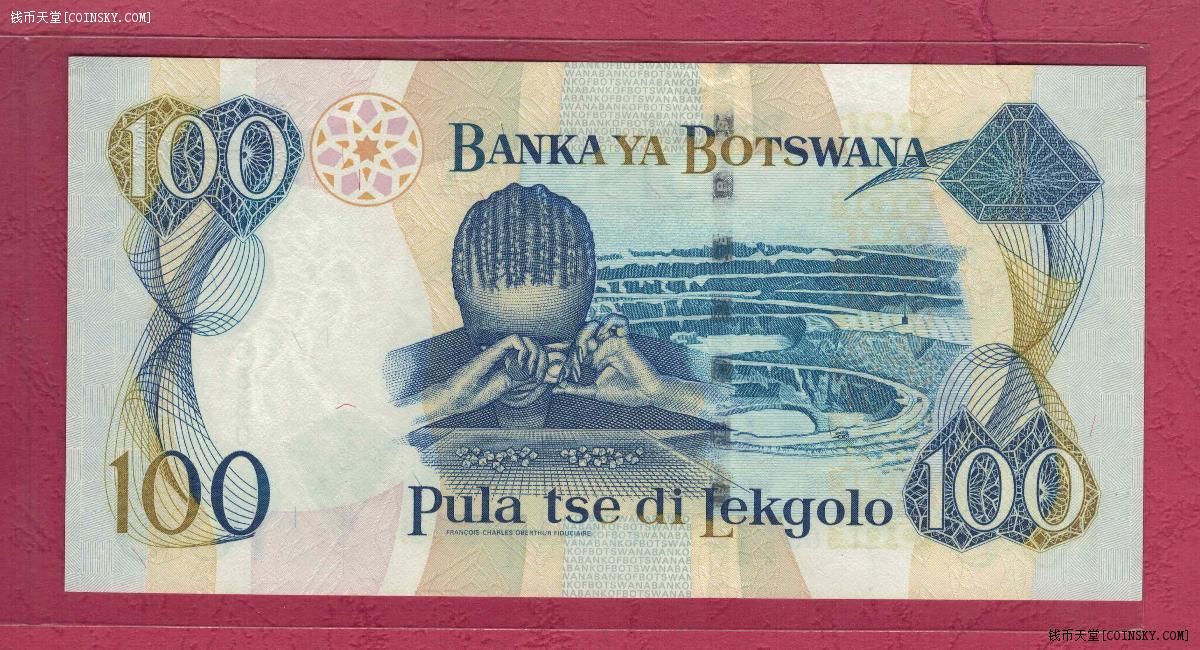 钱币天堂[COINSKY.COM]
WANABANKOFBOTSWANABAN
100
BANKA YA BOTSWANA
Pula tse di lekgolo
FRANÇOIS-CHARLES OBERTHUR FIDUCIAIRE
100
100
钱币天堂[COINSKY.COM]